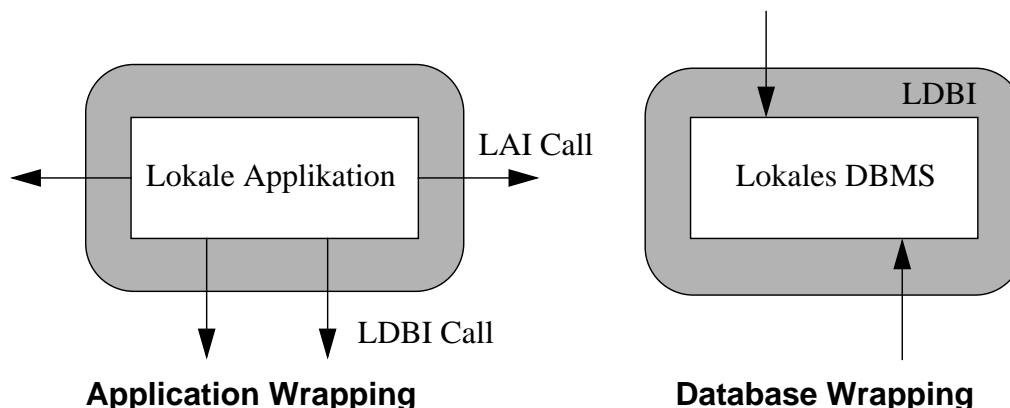 LDBI
Lokale Applikation
LAI Call
Lokales DBMS
LDBI Call
Application Wrapping
Database Wrapping